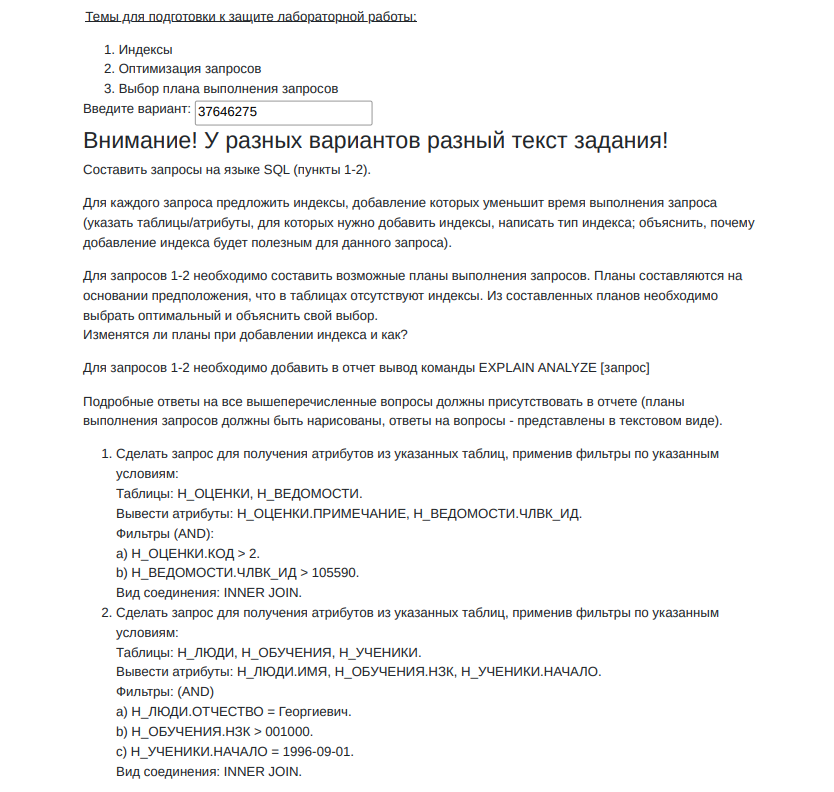 Темы для подготовки к защите лабораторной работы:
1. Индексы
2. Оптимизация запросов
3. Выбор плана выполнения запросов
Введите вариант: 37646275
Внимание! У разных вариантов разный текст задания!
Составить запросы на языке SQL (пункты 1-2).
Для каждого запроса предложить индексы, добавление которых уменьшит время выполнения запроса
(указать таблицы/атрибуты, для которых нужно добавить индексы, написать тип индекса; объяснить, почему
добавление индекса будет полезным для данного запроса).
Для запросов 1-2 необходимо составить возможные планы выполнения запросов. Планы составляются на
основании предположения, что в таблицах отсутствуют индексы. Из составленных планов необходимо
выбрать оптимальный и объяснить свой выбор.
Изменятся ли планы при добавлении индекса и как?
Для запросов 1-2 необходимо добавить в отчет вывод команды EXPLAIN ANALYZE [запрос]
Подробные ответы на все вышеперечисленные вопросы должны присутствовать в отчете (планы
выполнения запросов должны быть нарисованы, ответы на вопросы - представлены в текстовом виде).
1. Сделать запрос для получения атрибутов из указанных таблиц, применив фильтры по указанным
условиям:
Таблицы: Н_ОЦЕНКИ, Н_ВЕДОМОСТИ.
Вывести атрибуты: Н_ОЦЕНКИ.ПРИМЕЧАНИЕ, Н_ВЕДОМОСТИ.ЧЛВК_ИД.
Фильтры (AND):
a) Н_ОЦЕНКИ.КОД > 2.
b) Н_ВЕДОМОСТИ.ЧЛВК_ИД > 105590.
Вид соединения: INNER JOIN.
2. Сделать запрос для получения атрибутов из указанных таблиц, применив фильтры по указанным
условиям:
Таблицы: Н_ЛЮДИ, Н_ОБУЧЕНИЯ, Н_УЧЕНИКИ.
Вывести атрибуты: Н_ЛЮДИ.ИМЯ, Н_ОБУЧЕНИЯ.НЗК, Н_УЧЕНИКИ.НАЧАЛО.
Фильтры: (AND)
a) Н_ЛЮДИ.ОТЧЕСТВО = Георгиевич.
b) Н_ОБУЧЕНИЯ.НЗК > 001000.
c) Н_УЧЕНИКИ.НАЧАЛО = 1996-09-01.
Вид соединения: INNER JOIN.